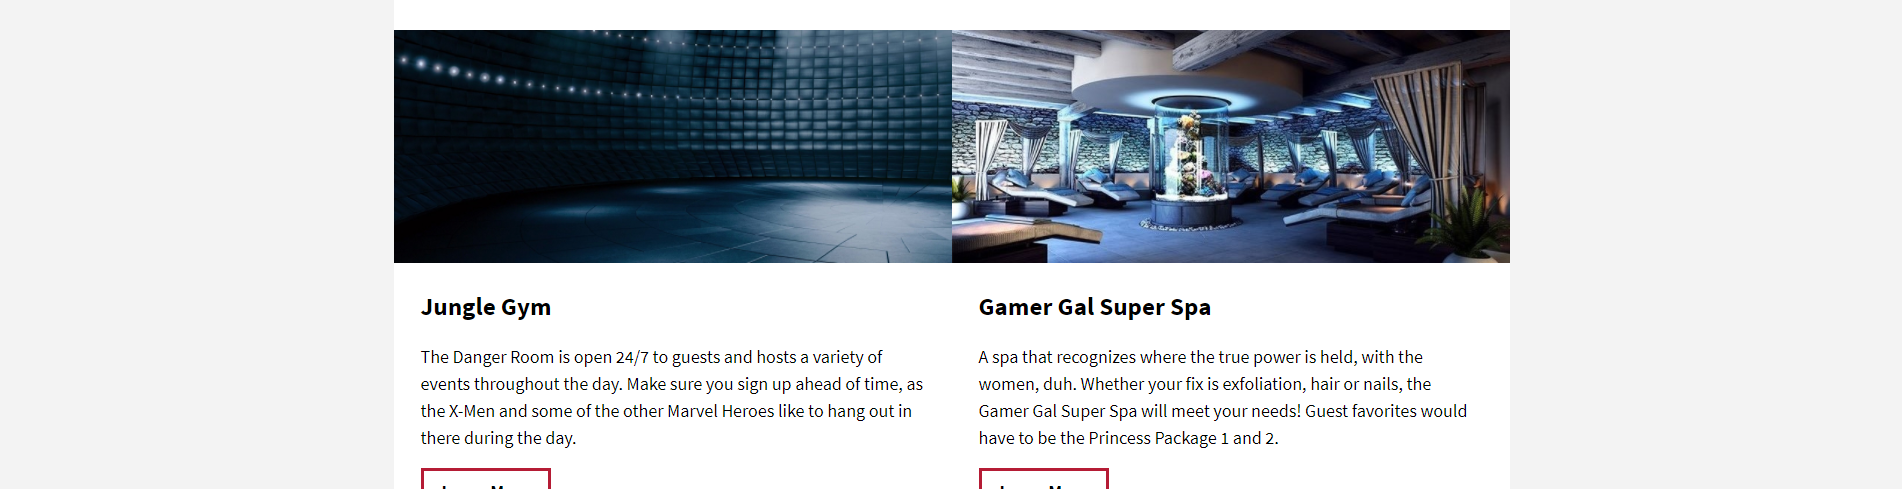 Jungle Gym
The Danger Room is open 24/7 to guests and hosts a variety of
events throughout the day. Make sure you sign up ahead of time, as
the X-Men and some of the other Marvel Heroes like to hang out in
there during the day.
Gamer Gal Super Spa
A spa that recognizes where the true power is held, with the
women, duh. Whether your fix is exfoliation, hair or nails, the
Gamer Gal Super Spa will meet your needs! Guest favorites would
have to be the Princess Package 1 and 2.